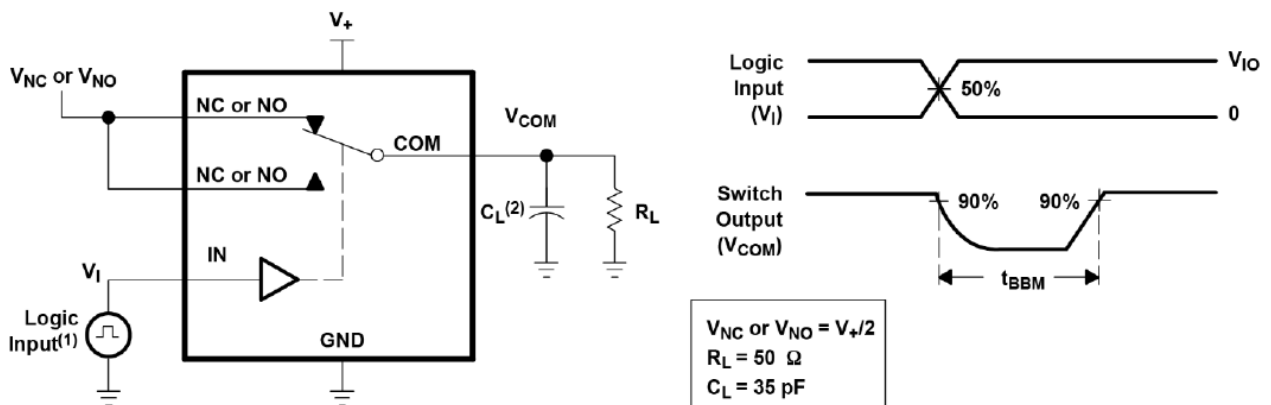 V+
VNC or VNO
NC or NO
VCOM
COM
NC or NO
CL(2)
RL
IN
VI
Logic
Input(1)
GND
Logic
Input
(VI)
50%
VIO
0
Switch
Output
(VCOM)
90%
90%
tBBM
VNC or VNO = V+/2
RL = 50 Ω
CL = 35 pF